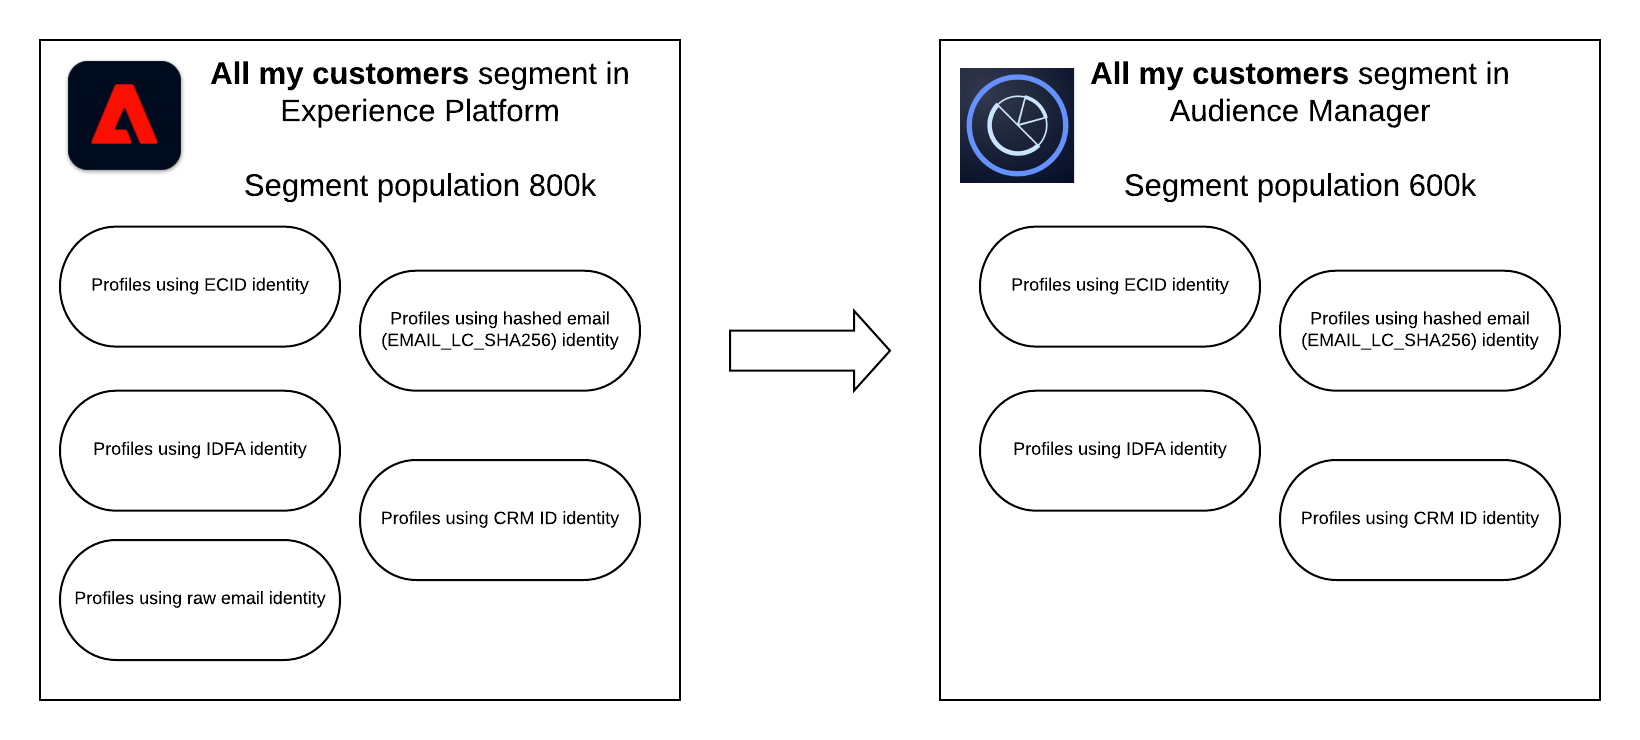 All my customers segment in
Experience Platform
Segment population 800k
Profiles using ECID identity
Profiles using hashed email
(EMAIL_LC_SHA256) identity
Profiles using IDFA identity
Profiles using CRM ID identity
Profiles using raw email identity
All my customers segment in
Audience Manager
Segment population 600k
Profiles using ECID identity
Profiles using hashed email
(EMAIL_LC_SHA256) identity
Profiles using IDFA identity
Profiles using CRM ID identity